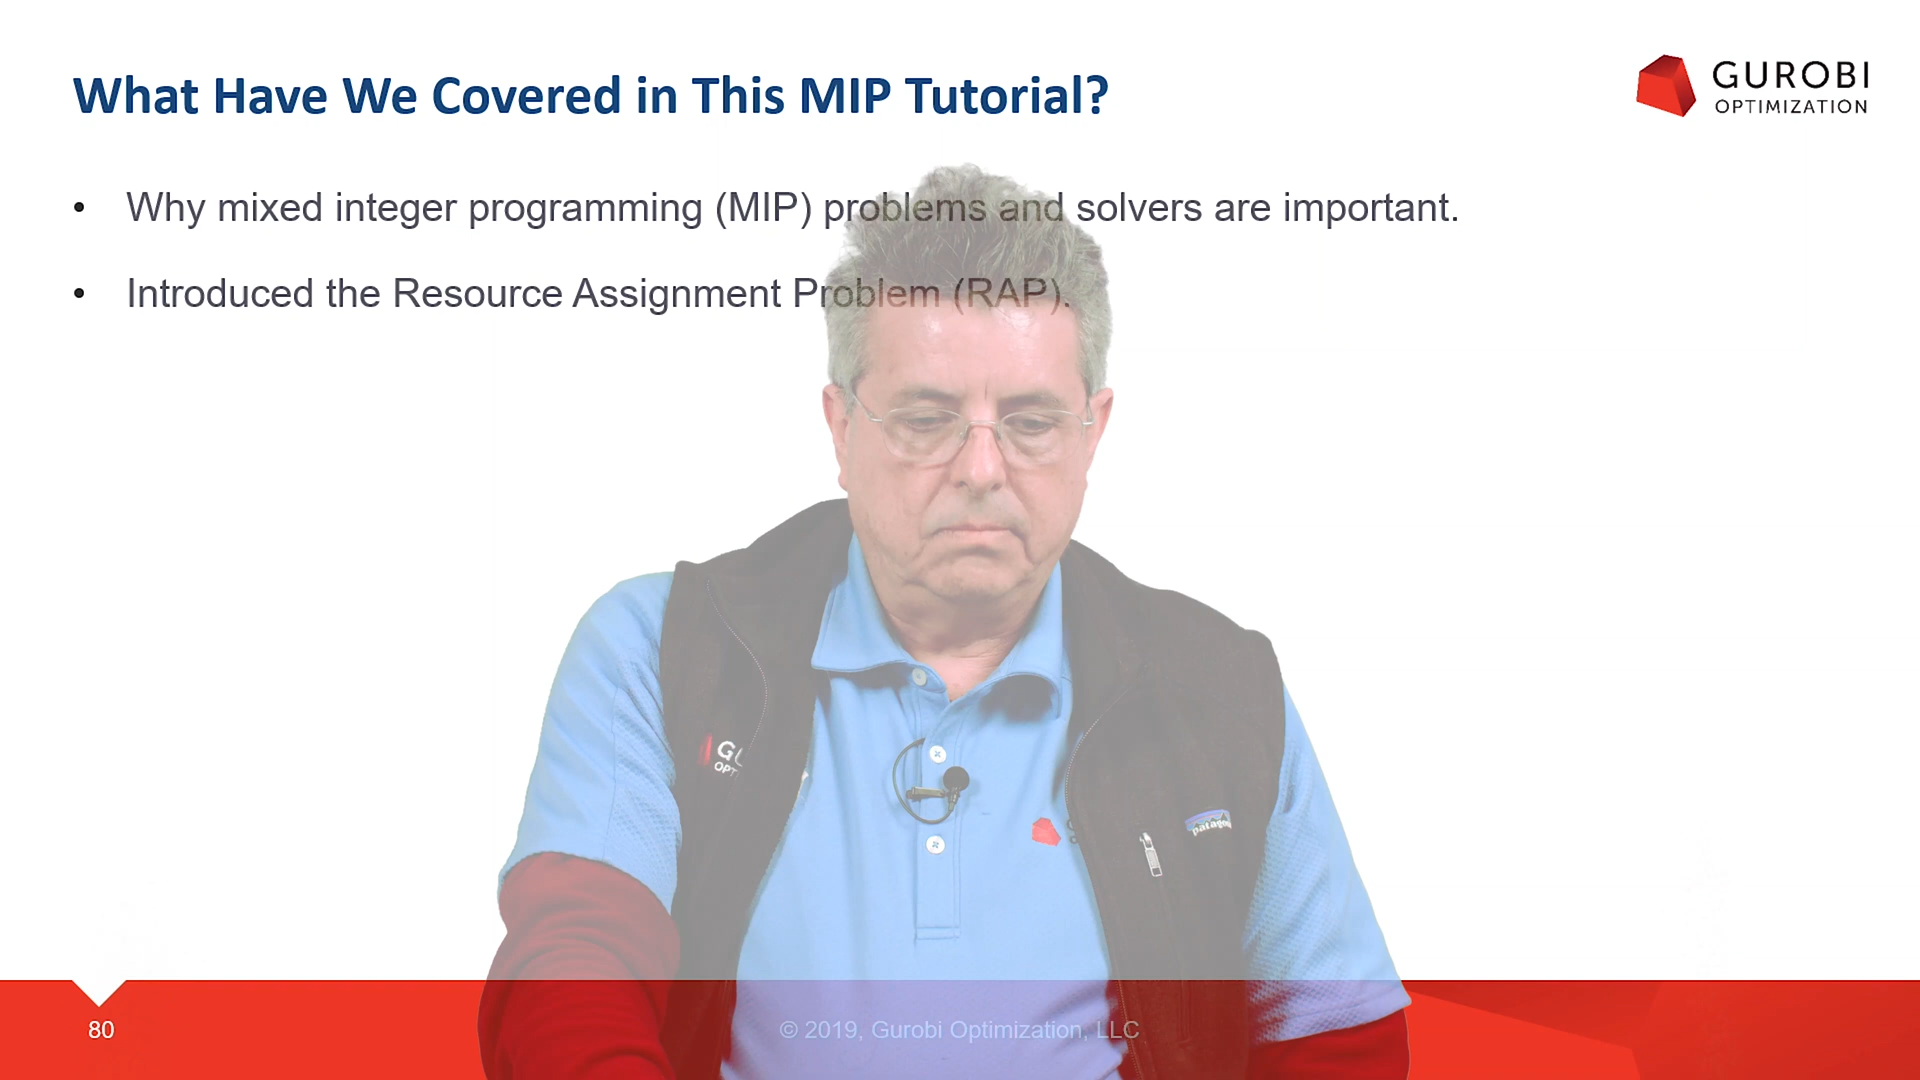 What Have We Covered in This MIP Tutorial?
GUROBI
OPTIMIZATION
• Why mixed integer programming (MIP) problems and solvers are important.
• Introduced the Resource Assignment Problem (RAP).
patago
80
© 2019, Gurobi Optimization, LLC